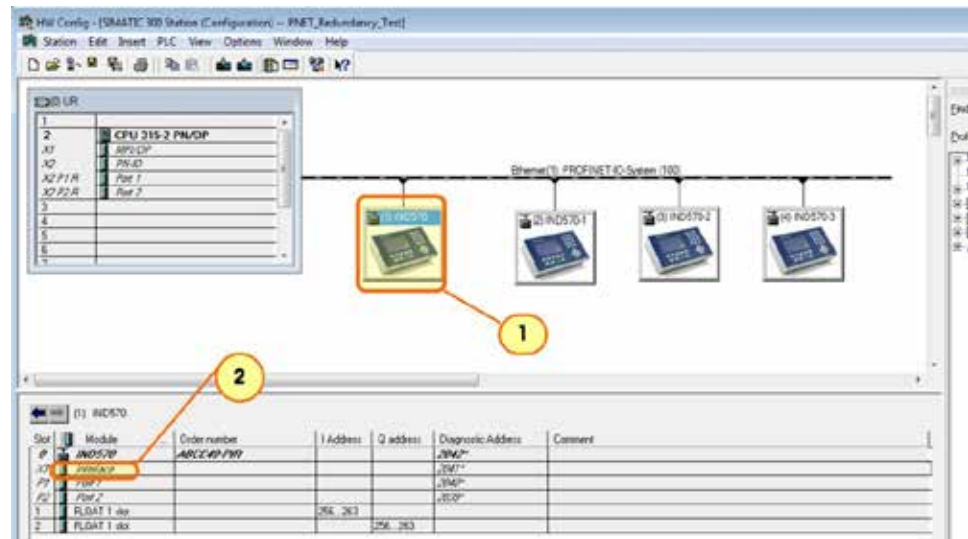 HW Config - [SIMATIC 300 Station (Configuration) -- PNET_Redundancy_Test]
Station Edit Insert PLC View Options Window Help
(0) UR
1
2 CPU 315-2 PN/DP
X1 MPI/DP
X2 PN-IO
X2 P1 R Port 1
X2 P2 R Port 2
3
4
5
6
Ethernet(1): PROFINET-IO-System (100)
(1) IND570
(2) IND570-1
(3) IND570-2
(4) IND570-3
1
2
(1) IND570
Slot Module Order number I Address Q address Diagnostic Address Comment
0 IND570 2042*
X1 Interface 2041*
P1 Port 1 2040*
P2 Port 2
1 FLOAT 1 slot 256...263
2 FLOAT 1 slot 256...263